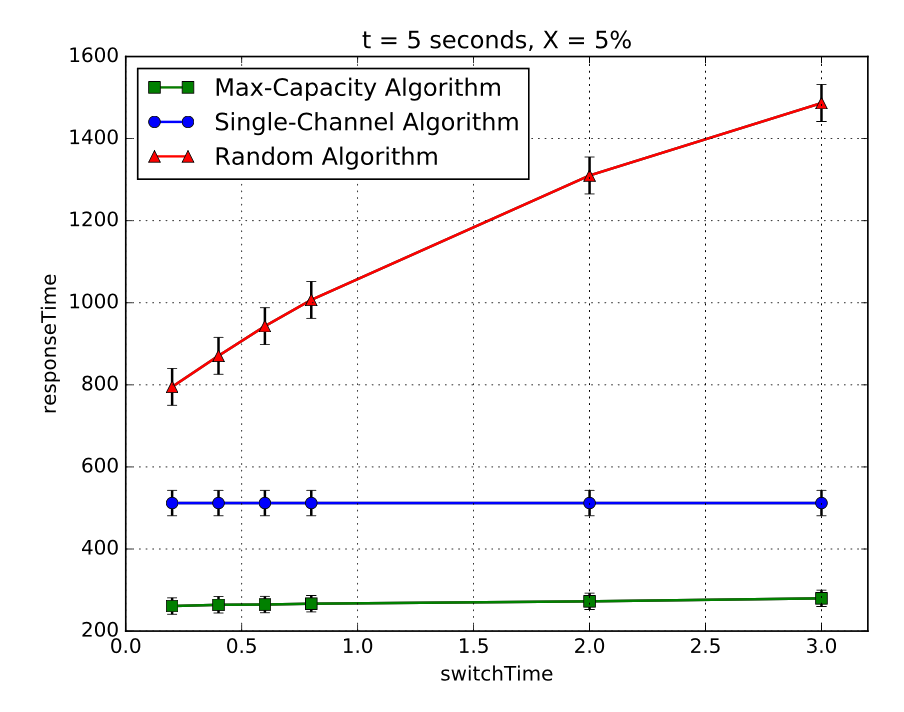 t = 5 seconds, X = 5%
Max-Capacity Algorithm
Single-Channel Algorithm
Random Algorithm
responseTime
1600
1400
1200
1000
800
600
400
200
0.0 0.5 1.0 1.5 2.0 2.5 3.0
switchTime